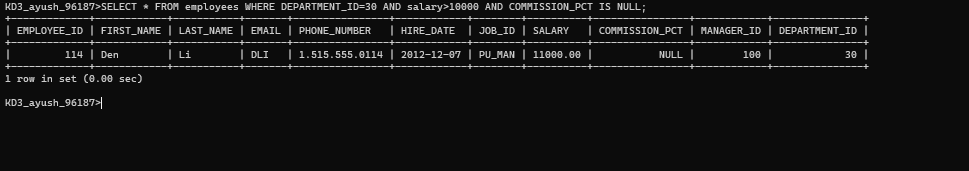 KD3_ayush_96187>SELECT * FROM employees WHERE DEPARTMENT_ID=30 AND salary>10000 AND COMMISSION_PCT IS NULL;
+-------------+------------+-----------+-------+----------------+------------+--------+----------+----------------+------------+---------------+
| EMPLOYEE_ID | FIRST_NAME | LAST_NAME | EMAIL | PHONE_NUMBER   | HIRE_DATE  | JOB_ID | SALARY   | COMMISSION_PCT | MANAGER_ID | DEPARTMENT_ID |
+-------------+------------+-----------+-------+----------------+------------+--------+----------+----------------+------------+---------------+
|         114 | Den        | Li        | DLI   | 1.515.555.0114 | 2012-12-07 | PU_MAN | 11000.00 |           NULL |        100 |            30 |
+-------------+------------+-----------+-------+----------------+------------+--------+----------+----------------+------------+---------------+
1 row in set (0.00 sec)
KD3_ayush_96187>